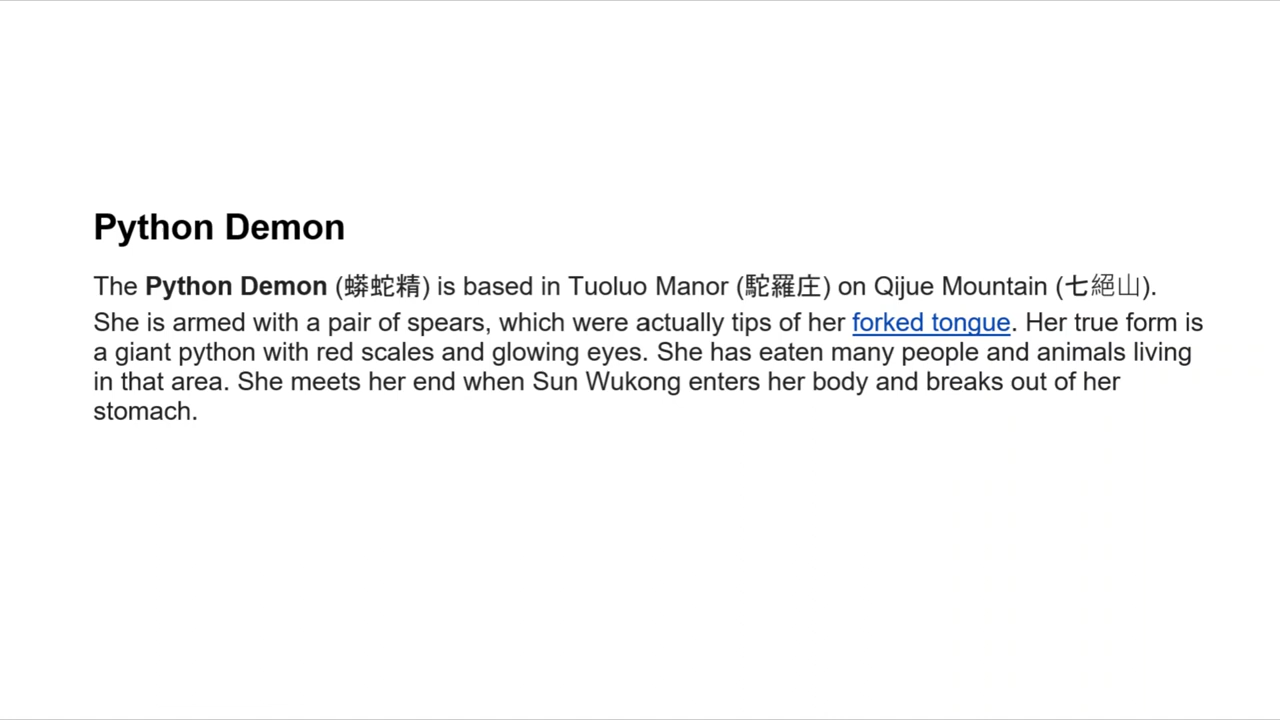 Python Demon
The Python Demon (蟒蛇精) is based in Tuoluo Manor (駝羅庄) on Qijue Mountain (七絕山).
She is armed with a pair of spears, which were actually tips of her forked tongue. Her true form is
a giant python with red scales and glowing eyes. She has eaten many people and animals living
in that area. She meets her end when Sun Wukong enters her body and breaks out of her
stomach.